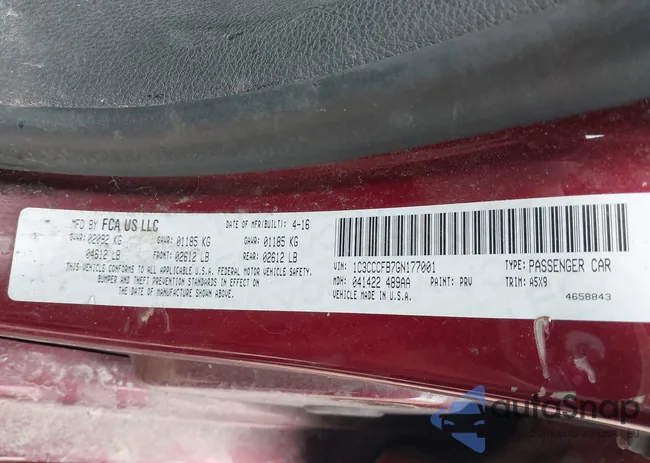 MFD BY FCA US LLC DATE OF MFR(BUILT): 4-16
GVWR: 02092 KG GAWR: 01185 KG GAWR: 01185 KG
04612 LB FRONT: 02612 LB REAR: 02612 LB
THIS VEHICLE CONFORMS TO ALL APPLICABLE U.S.A. FEDERAL MOTOR VEHICLE SAFETY,
BUMPER AND THEFT PREVENTION STANDARDS IN EFFECT ON
THE DATE OF MANUFACTURE SHOWN ABOVE.
VIN: 1C3CCCFB7GN177001 TYPE: PASSENGER CAR
MDH: 041422 489AA PAINT: PRV TRIM: A5X9
VEHICLE MADE IN U.S.A. 4658843
autoSnap